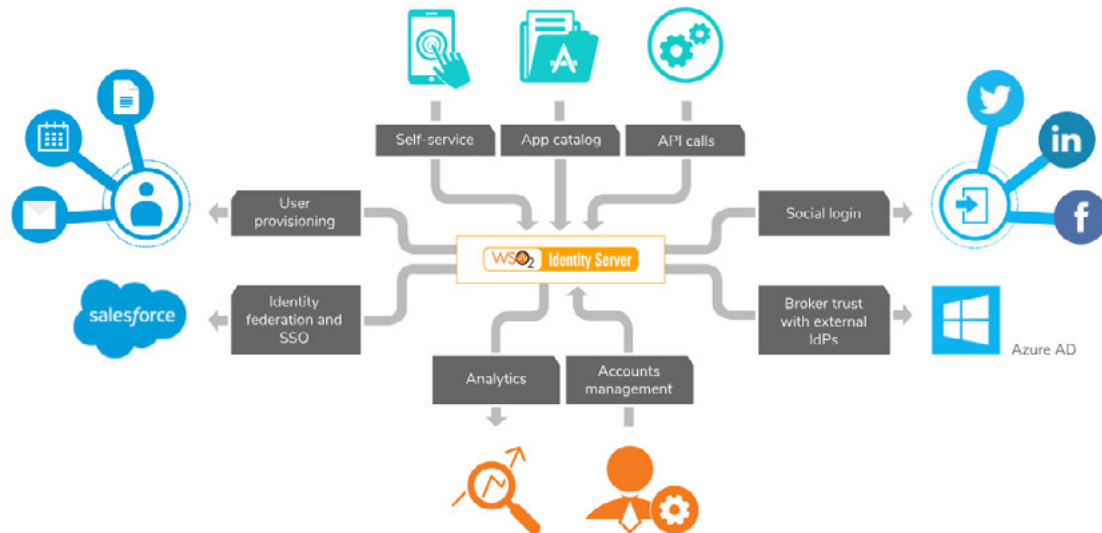 Self-service
App catalog
API calls
User
provisioning
Social login
WSO2 Identity Server
in
f
salesforce
Identity
federation and
SSO
Broker trust
with external
IdPs
Azure AD
Analytics
Accounts
management